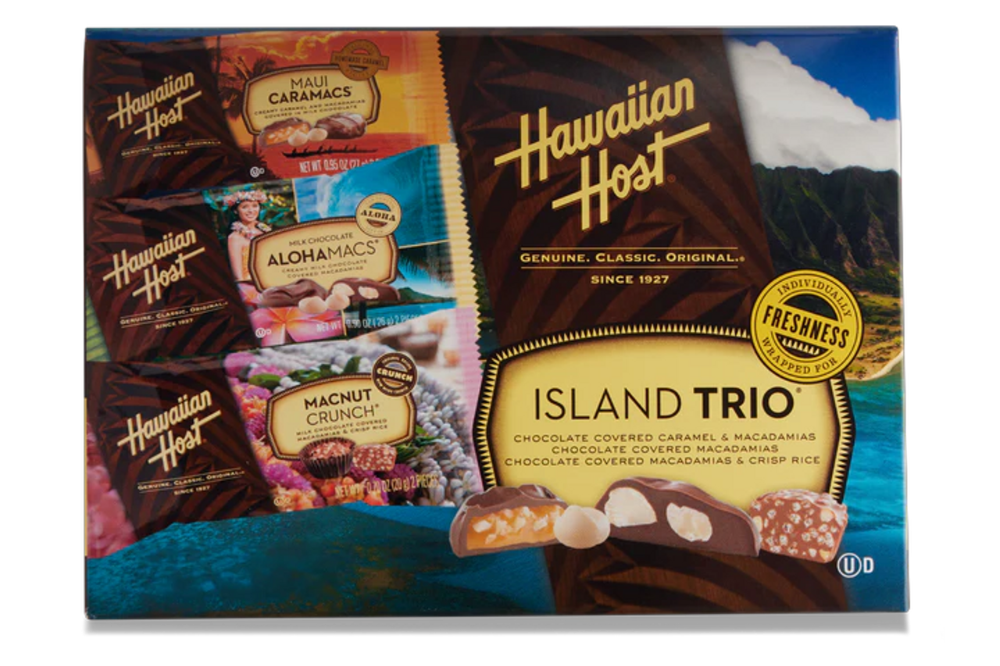 Hawaiian
Host
GENUINE. CLASSIC. ORIGINAL.
SINCE 1927
HOMEMADE CARAMEL
MAUI
CARAMACS
CREAMY CARAMEL AND MACADAMIAS
COVERED IN MILK CHOCOLATE
NET WT 0.95 OZ (27 g)
UD
Hawaiian
Host
GENUINE. CLASSIC. ORIGINAL.
SINCE 1927
ALOHA
MILK CHOCOLATE
ALOHAMACS®
CREAMY MILK CHOCOLATE
COVERED MACADAMIAS
NET WT 0.90 OZ (26 g) 2 PIECES
UD
Hawaiian
Host
GENUINE. CLASSIC. ORIGINAL.
SINCE 1927
CRUNCH
MACNUT
CRUNCH®
MILK CHOCOLATE COVERED
MACADAMIAS & CRISP RICE
NET WT 0.70 OZ (20 g) 2 PIECES
UD
Hawaiian
Host®
GENUINE. CLASSIC. ORIGINAL.®
SINCE 1927
INDIVIDUALLY
FRESHNESS
WRAPPED FOR
ISLAND TRIO®
CHOCOLATE COVERED CARAMEL & MACADAMIAS
CHOCOLATE COVERED MACADAMIAS
CHOCOLATE COVERED MACADAMIAS & CRISP RICE
UD